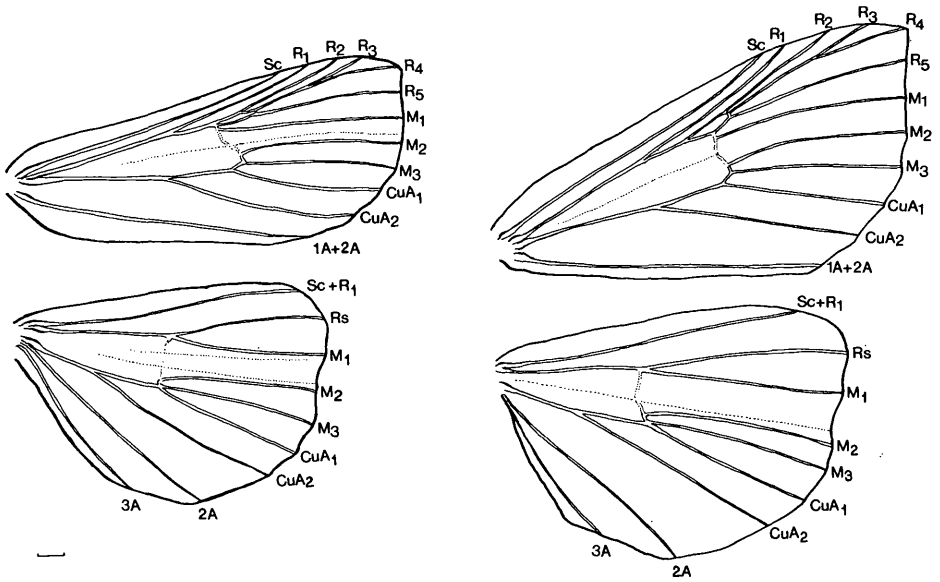 Sc
R1
R2
R3
R4
R5
M1
M2
M3
CuA1
CuA2
1A+2A
Sc+R1
Rs
M1
M2
M3
CuA1
CuA2
2A
3A
Sc
R1
R2
R3
R4
R5
M1
M2
M3
CuA1
CuA2
1A+2A
Sc+R1
Rs
M1
M2
M3
CuA1
CuA2
2A
3A